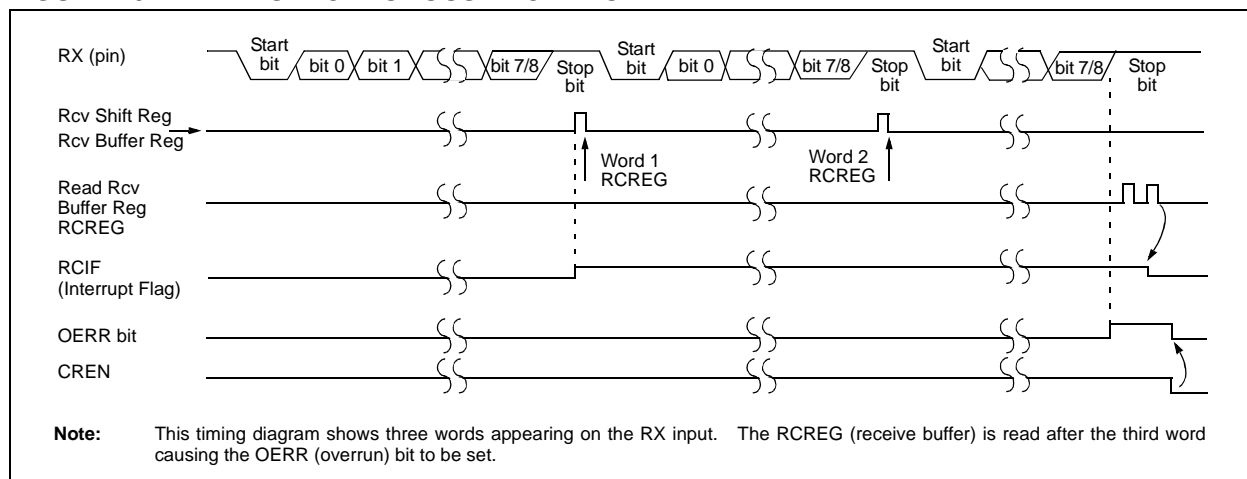 RX (pin)
Start
bit
bit 0
bit 1
bit 7/8
Stop
bit
Start
bit
bit 0
bit 7/8
Stop
bit
Start
bit
bit 7/8
Stop
bit
Rcv Shift Reg
Rcv Buffer Reg
Word 1
RCREG
Word 2
RCREG
Read Rcv
Buffer Reg
RCREG
RCIF
(Interrupt Flag)
OERR bit
CREN
Note: This timing diagram shows three words appearing on the RX input. The RCREG (receive buffer) is read after the third word
causing the OERR (overrun) bit to be set.